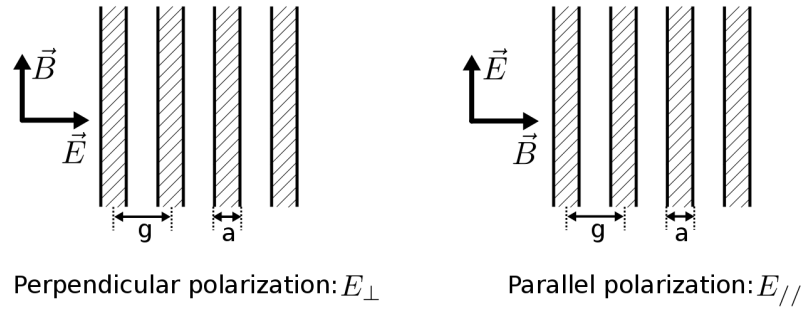 B⃗
E⃗
g
a
Perpendicular polarization: E⊥
E⃗
B⃗
g
a
Parallel polarization: E//